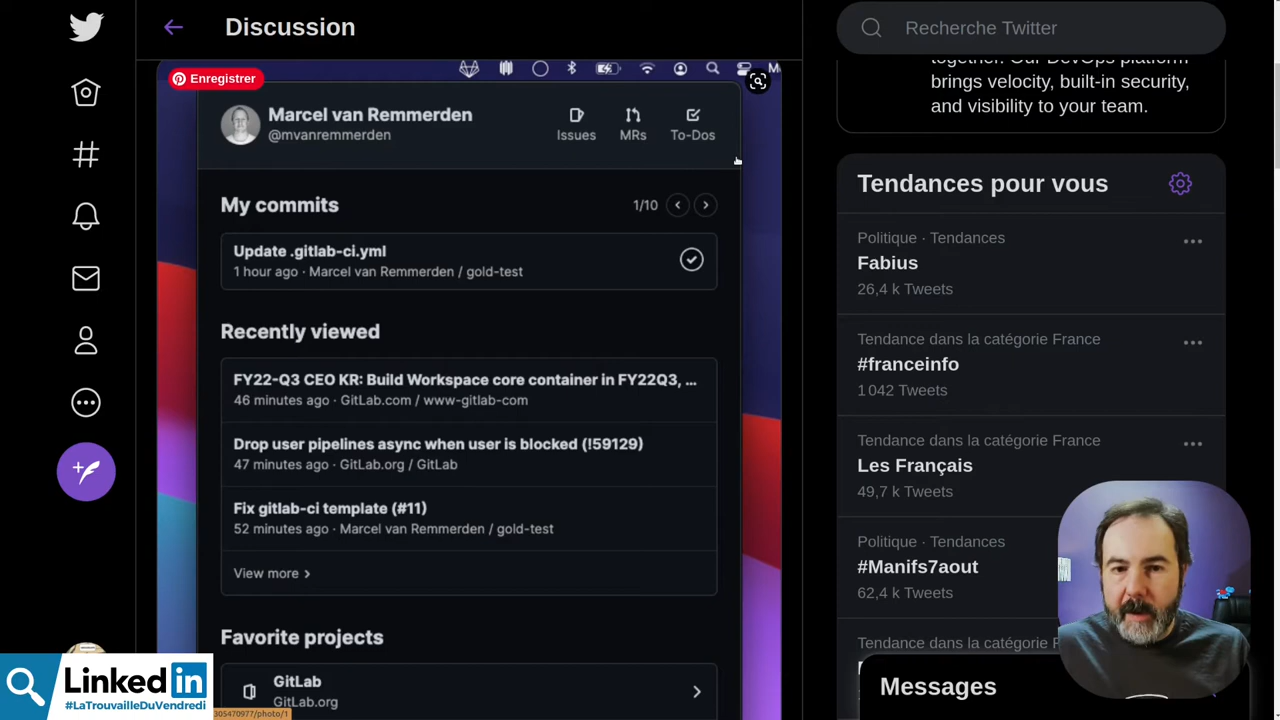 Discussion
Enregistrer
Marcel van Remmerden
@mvanremmerden
Issues
MRs
To-Dos
My commits
1/10
Update .gitlab-ci.yml
1 hour ago · Marcel van Remmerden / gold-test
Recently viewed
FY22-Q3 CEO KR: Build Workspace core container in FY22Q3, ...
46 minutes ago · GitLab.com / www-gitlab-com
Drop user pipelines async when user is blocked (!59129)
47 minutes ago · GitLab.org / GitLab
Fix gitlab-ci template (#11)
52 minutes ago · Marcel van Remmerden / gold-test
View more
Favorite projects
GitLab
GitLab.org
Recherche Twitter
together. Our DevOps platform
brings velocity, built-in security,
and visibility to your team.
Tendances pour vous
Politique · Tendances
Fabius
26,4 k Tweets
Tendance dans la catégorie France
#franceinfo
1 042 Tweets
Tendance dans la catégorie France
Les Français
49,7 k Tweets
Politique · Tendances
#Manifs7aout
62,4 k Tweets
Tendance dans la catégorie
Messages
Linked in
#LaTrouvailleDuVendredi
305470977/photo/1